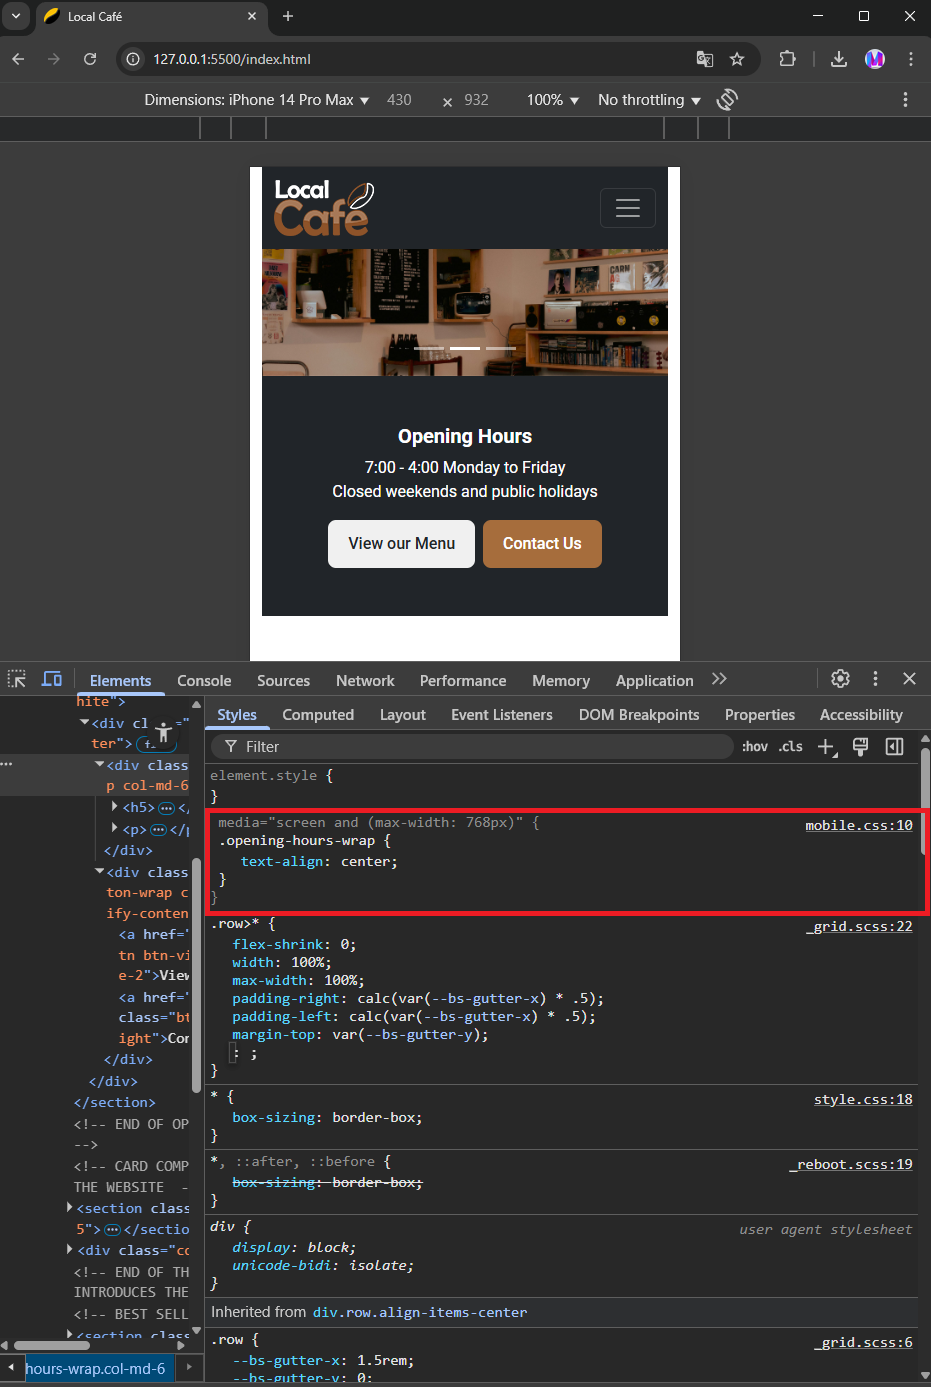 Local Café
127.0.0.1:5500/index.html
Dimensions: iPhone 14 Pro Max ▼ 430 × 932 100% ▼ No throttling ▼
Local
Café
Opening Hours
7:00 - 4:00 Monday to Friday
Closed weekends and public holidays
View our Menu Contact Us
Elements Console Sources Network Performance Memory Application
hite">
<div cl ="
ter">
<div class
p col-md-6
<h5> … </
<p> … </p
</div>
<div class
ton-wrap c
ify-conten
<a href="
tn btn-vi
e-2">View
<a href="
class="bt
ight">Con
</div>
</div>
</section>
<!-- END OF OP
-->
<!-- CARD COMP
THE WEBSITE -
<section class
5"> … </sectio
<div class="co
<!-- END OF TH
INTRODUCES THE
<!-- BEST SELL
<section class
hours-wrap.col-md-6
Styles Computed Layout Event Listeners DOM Breakpoints Properties Accessibility
Filter :hov .cls
element.style {
}
media="screen and (max-width: 768px)" {
.opening-hours-wrap { mobile.css:10
text-align: center;
}
}
.row>* { _grid.scss:22
flex-shrink: 0;
width: 100%;
max-width: 100%;
padding-right: calc(var(--bs-gutter-x) * .5);
padding-left: calc(var(--bs-gutter-x) * .5);
margin-top: var(--bs-gutter-y);
: ;
}
* { style.css:18
box-sizing: border-box;
}
*, ::after, ::before { _reboot.scss:19
box-sizing: border-box;
}
div { user agent stylesheet
display: block;
unicode-bidi: isolate;
}
Inherited from div.row.align-items-center
.row { _grid.scss:6
--bs-gutter-x: 1.5rem;
--bs-gutter-y: 0;